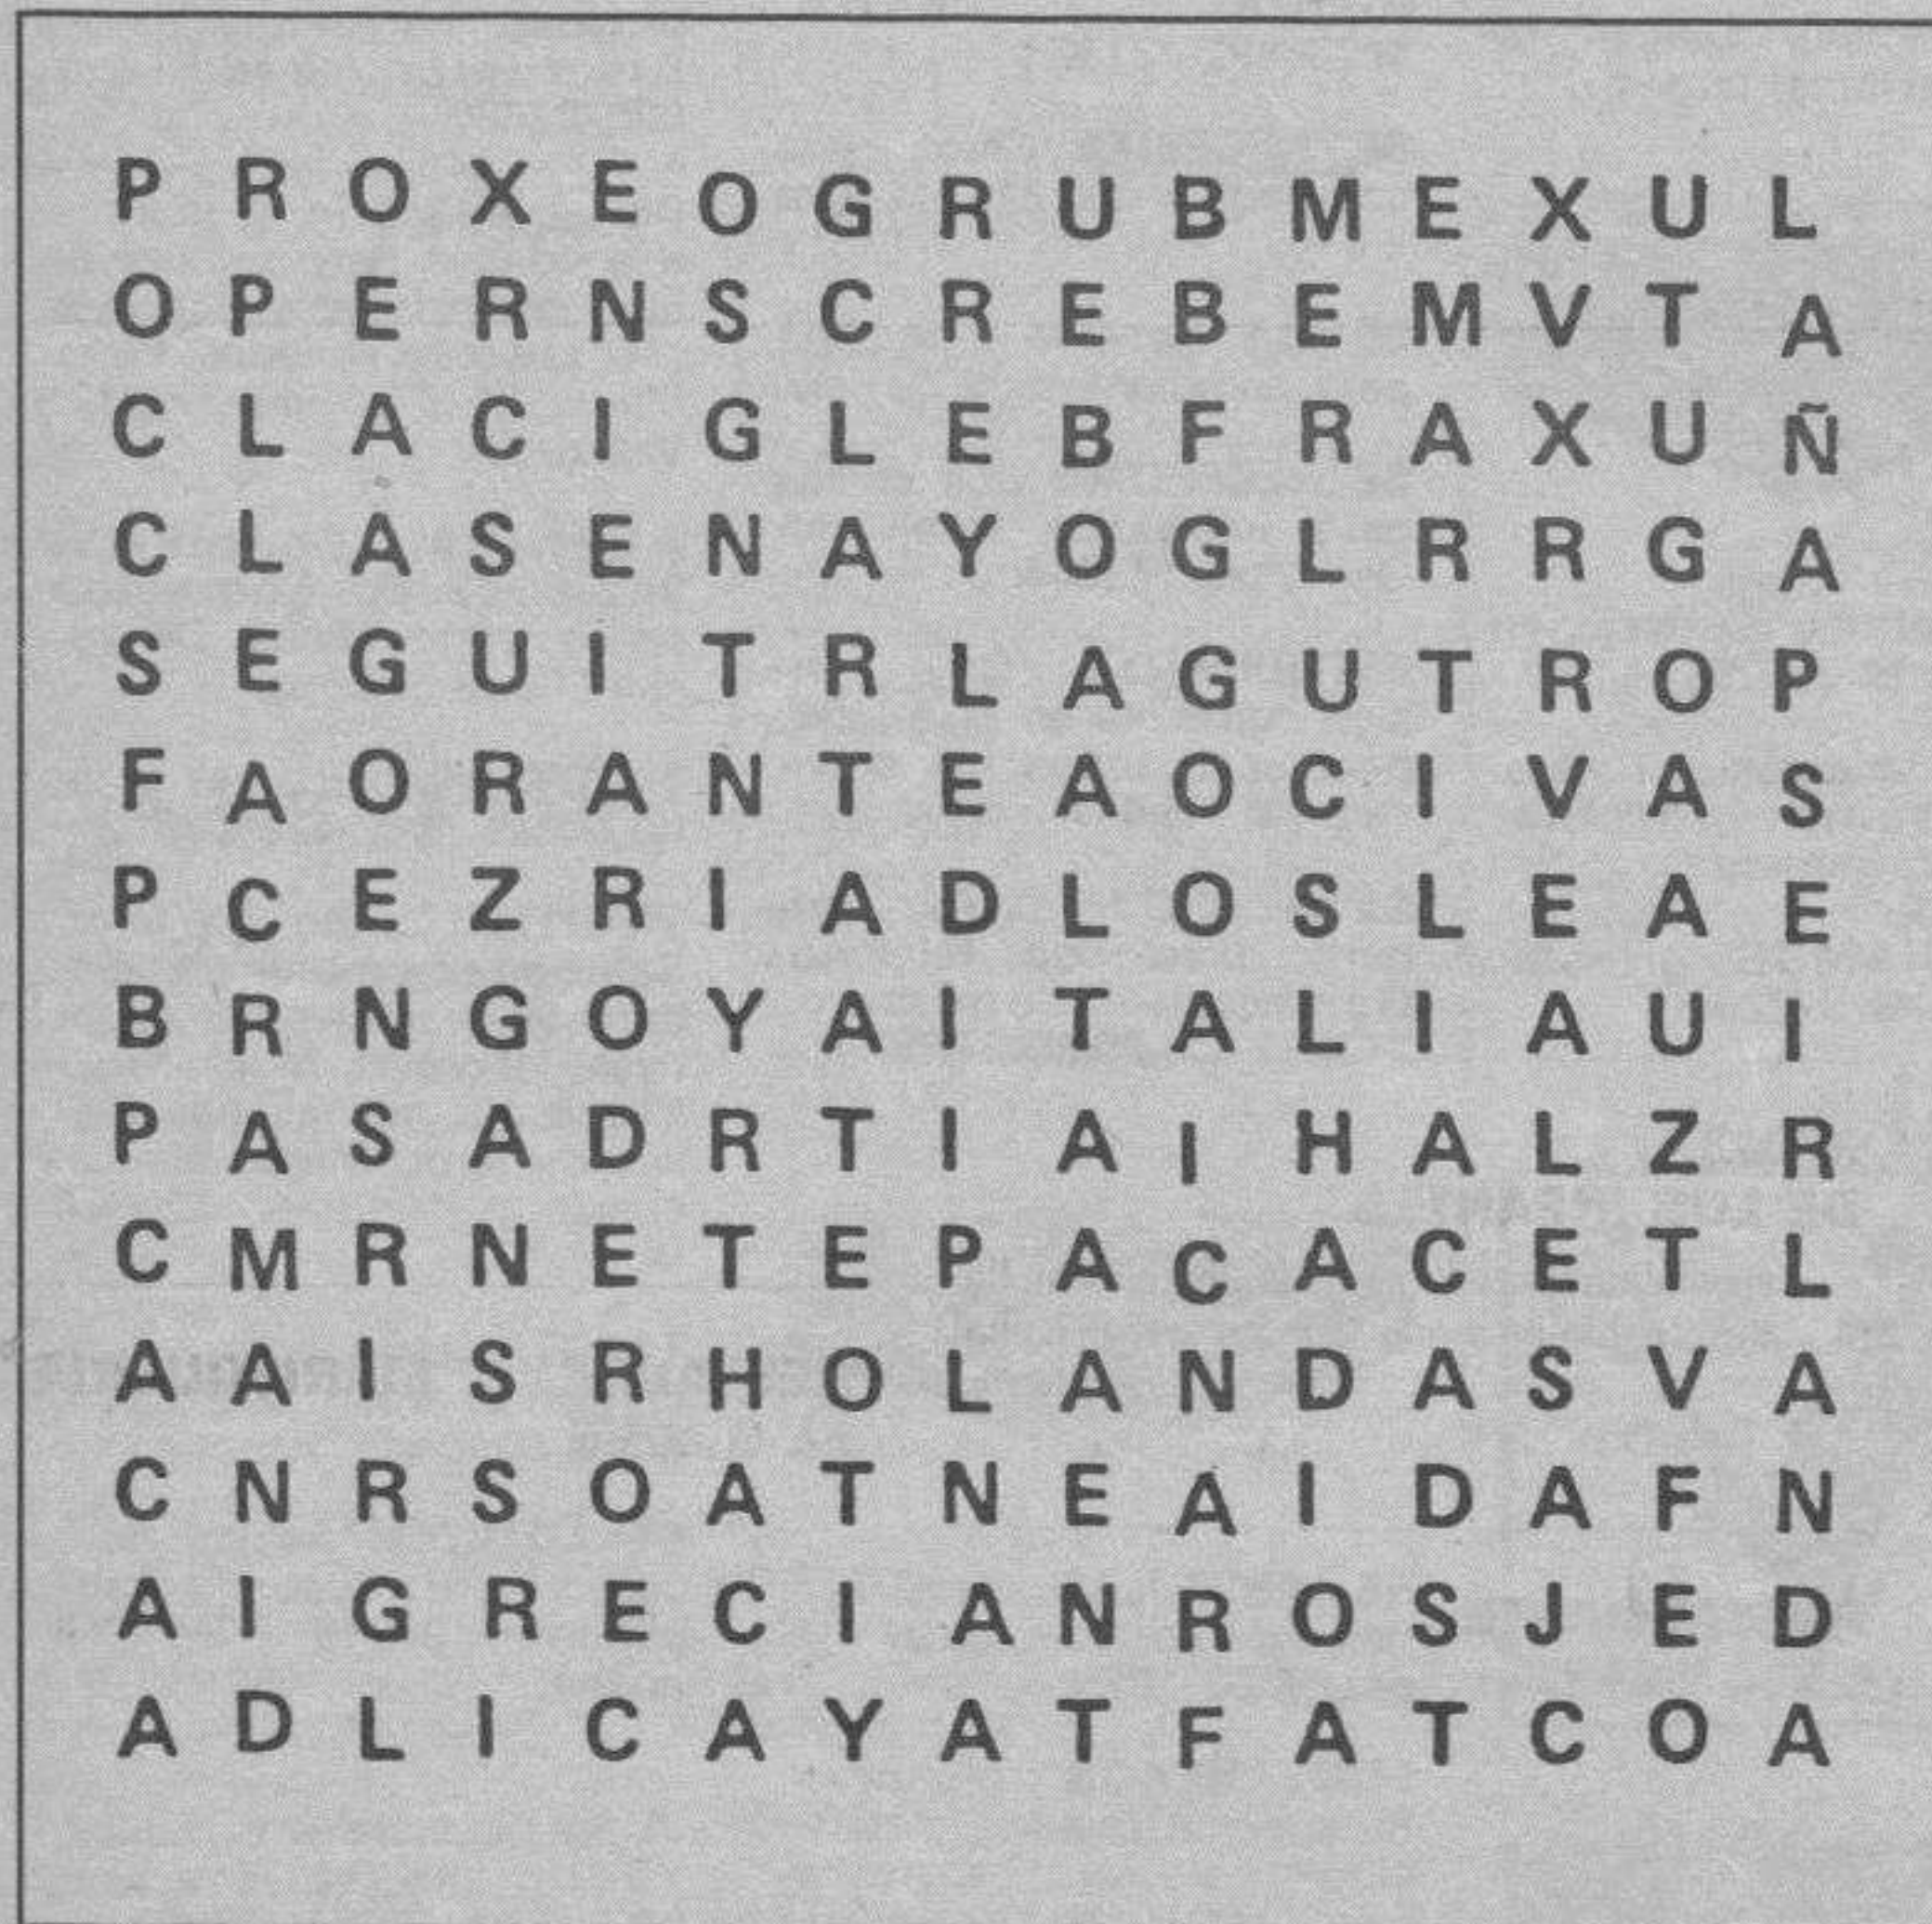 P R O X E O G R U B M E X U L
O P E R N S C R E B E M V T A
C L A C I G L E B F R A X U Ñ
C L A S E N A Y O G L R R G A
S E G U I T R L A G U T R O P
F A O R A N T E A O C I V A S
P C E Z R I A D L O S L E A E
B R N G O Y A I T A L I A U I
P A S A D R T I A I H A L Z R
C M R N E T E P A C A C E T L
A A I S R H O L A N D A S V A
C N R S O A T N E A I D A F N
A I G R E C I A N R O S J E D
A D L I C A Y A T F A T C O A